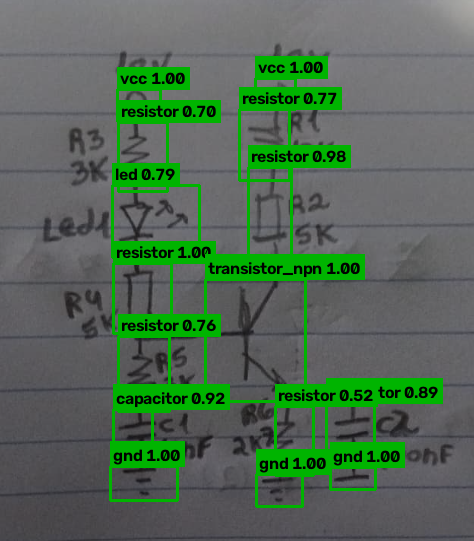 vcc 1.00
vcc 1.00
resistor 0.77
resistor 0.70
R1
R3
3K
resistor 0.98
led 0.79
R2
5K
Led1
resistor 1.00
transistor_npn 1.00
R4
5K
resistor 0.76
R5
capacitor 0.92
resistor 0.52
tor 0.89
C1
nF
R6
2K
C2
onF
gnd 1.00
gnd 1.00
gnd 1.00